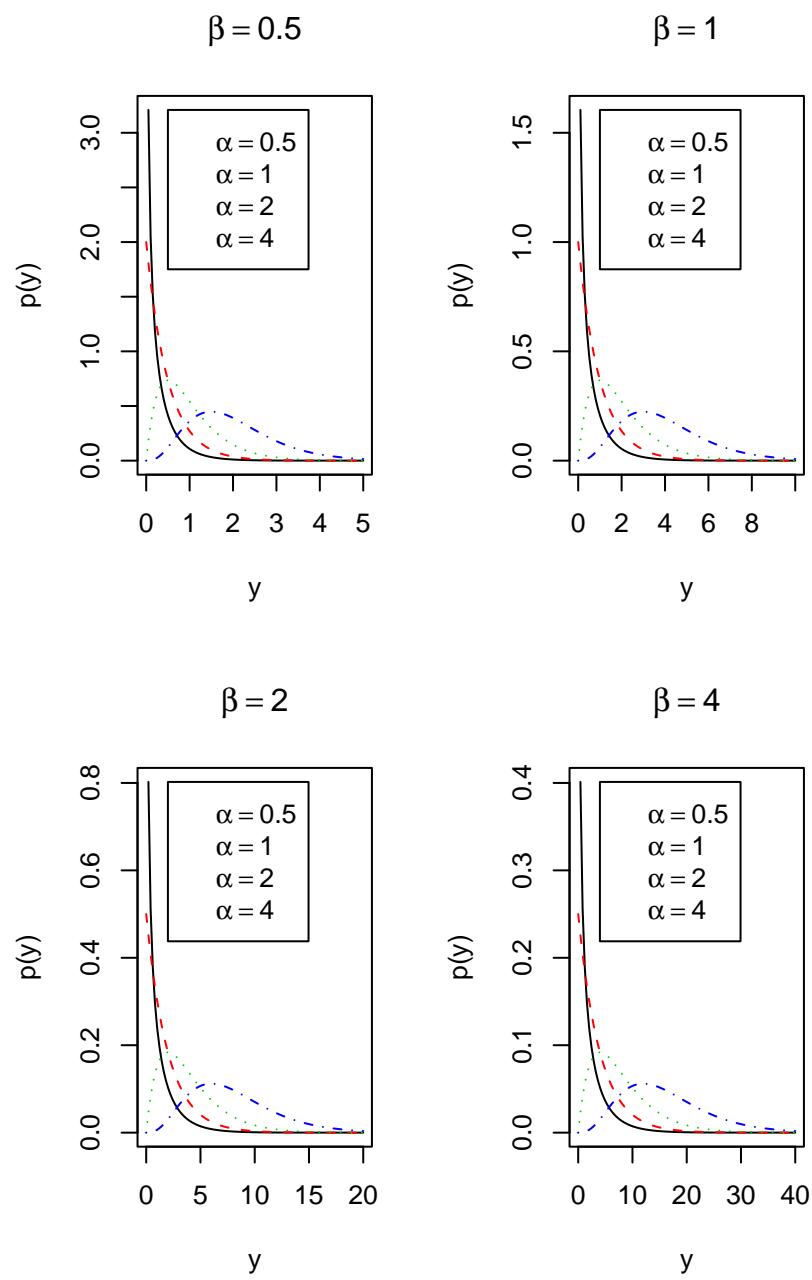 β = 0.5
α = 0.5
α = 1
α = 2
α = 4
p(y)
0.0 1.0 2.0 3.0
0 1 2 3 4 5
y
β = 1
α = 0.5
α = 1
α = 2
α = 4
p(y)
0.0 0.5 1.0 1.5
0 2 4 6 8
y
β = 2
α = 0.5
α = 1
α = 2
α = 4
p(y)
0.0 0.2 0.4 0.6 0.8
0 5 10 15 20
y
β = 4
α = 0.5
α = 1
α = 2
α = 4
p(y)
0.0 0.1 0.2 0.3 0.4
0 10 20 30 40
y